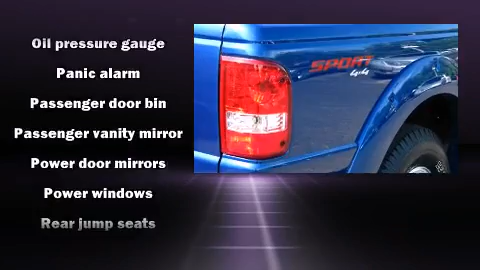 Oil pressure gauge
Panic alarm
Passenger door bin
Passenger vanity mirror
Power door mirrors
Power windows
Rear jump seats
SPORT
4x4